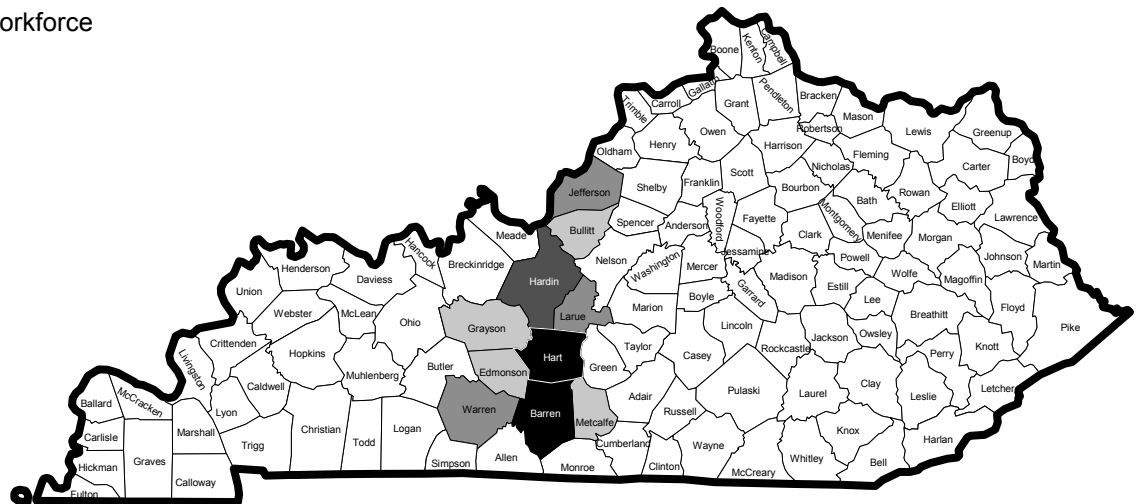 orkforce
Boone
Kenton
Campbell
Gallatin
Carroll
Trimble
Grant
Pendleton
Bracken
Mason
Robertson
Lewis
Greenup
Owen
Henry
Oldham
Harrison
Nicholas
Fleming
Carter
Boyd
Jefferson
Shelby
Franklin
Scott
Bourbon
Bath
Rowan
Elliott
Lawrence
Bullitt
Spencer
Anderson
Woodford
Fayette
Clark
Montgomery
Menifee
Morgan
Meade
Hancock
Breckinridge
Nelson
Washington
Mercer
Jessamine
Madison
Powell
Wolfe
Magoffin
Johnson
Martin
Henderson
Daviess
Union
Webster
McLean
Ohio
Hardin
Larue
Marion
Boyle
Garrard
Estill
Lee
Breathitt
Floyd
Pike
Grayson
Hart
Green
Taylor
Casey
Lincoln
Rockcastle
Jackson
Owsley
Perry
Knott
Letcher
Crittenden
Livingston
Hopkins
Caldwell
Muhlenberg
Butler
Edmonson
Warren
Barren
Metcalfe
Adair
Russell
Pulaski
Laurel
Clay
Leslie
Harlan
Ballard
McCracken
Lyon
Carlisle
Marshall
Trigg
Christian
Todd
Logan
Simpson
Allen
Monroe
Cumberland
Clinton
Wayne
McCreary
Whitley
Knox
Bell
Hickman
Graves
Calloway
Fulton